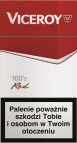 VICEROY
100's
Red
Palenie poważnie
szkodzi Tobie
i osobom w Twoim
otoczeniu